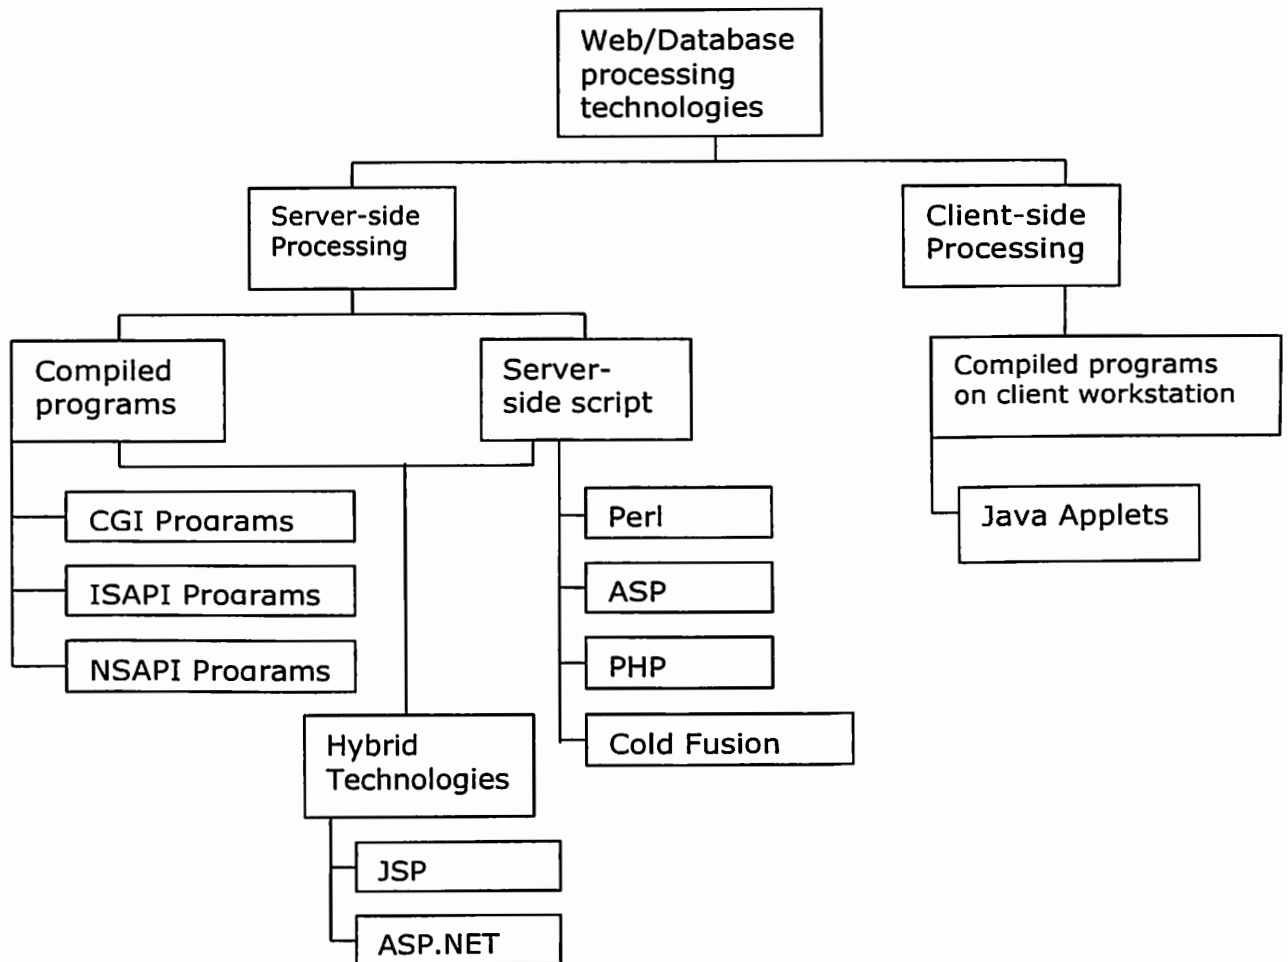 Web/Database
processing
technologies
Server-side
Processing
Client-side
Processing
Compiled
programs
Server-
side script
Compiled programs
on client workstation
CGI Programs
ISAPI Programs
NSAPI Programs
Perl
ASP
PHP
Cold Fusion
Java Applets
Hybrid
Technologies
JSP
ASP.NET